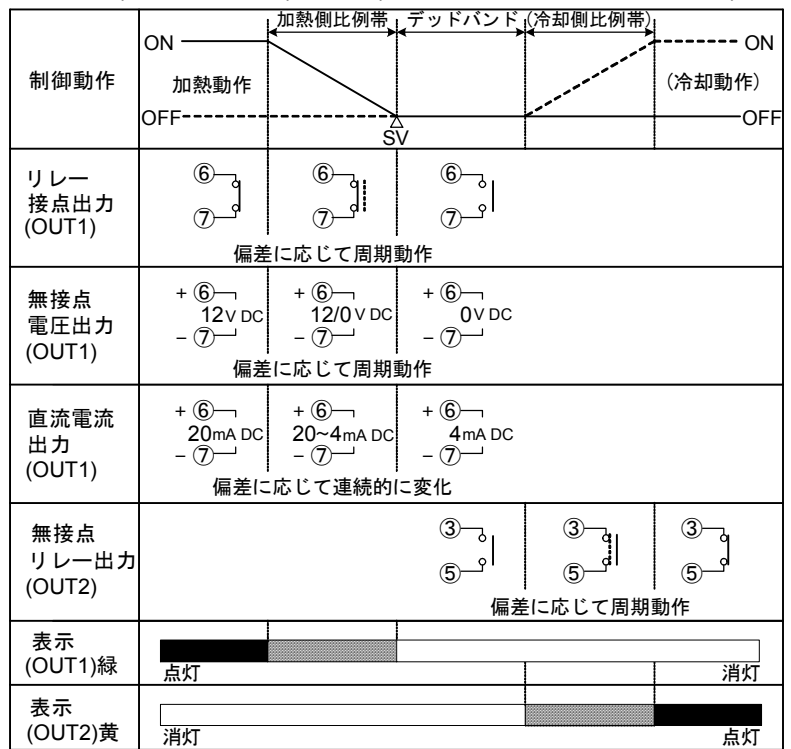 加熱側比例帯 デッドバンド (冷却側比例帯)
制御動作
ON ON
加熱動作 (冷却動作)
OFF OFF
SV
リレー
接点出力
(OUT1)
⑥ ⑥ ⑥
⑦ ⑦ ⑦
偏差に応じて周期動作
無接点
電圧出力
(OUT1)
+ ⑥ + ⑥ + ⑥
12V DC 12/0V DC 0V DC
− ⑦ − ⑦ − ⑦
偏差に応じて周期動作
直流電流
出力
(OUT1)
+ ⑥ + ⑥ + ⑥
20mA DC 20~4mA DC 4mA DC
− ⑦ − ⑦ − ⑦
偏差に応じて連続的に変化
無接点
リレー出力
(OUT2)
③ ③ ③
⑤ ⑤ ⑤
偏差に応じて周期動作
表示
(OUT1)緑
点灯 消灯
表示
(OUT2)黄
消灯 点灯